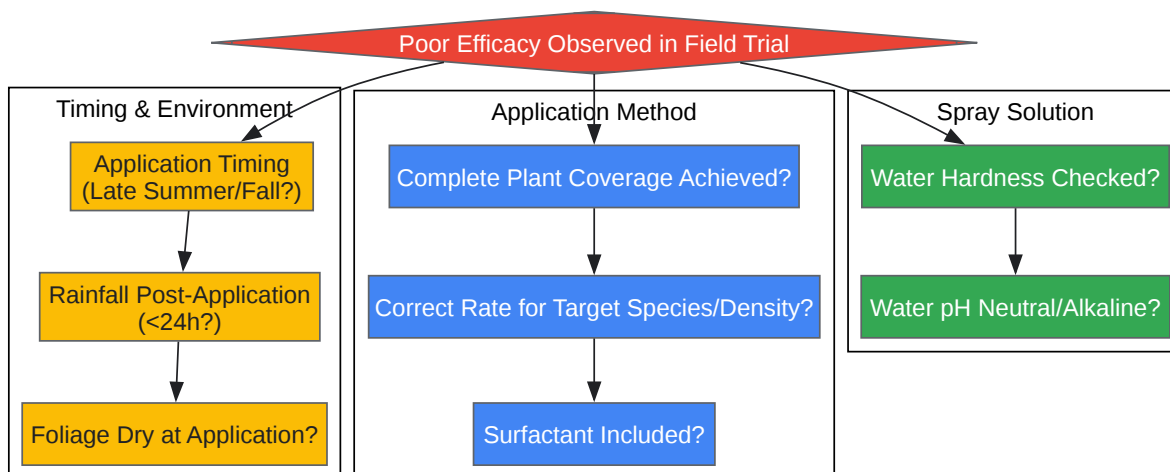 Poor Efficacy Observed in Field Trial
Timing & Environment
Application Timing
(Late Summer/Fall?)
Rainfall Post-Application
(<24h?)
Foliage Dry at Application?
Application Method
Complete Plant Coverage Achieved?
Correct Rate for Target Species/Density?
Surfactant Included?
Spray Solution
Water Hardness Checked?
Water pH Neutral/Alkaline?